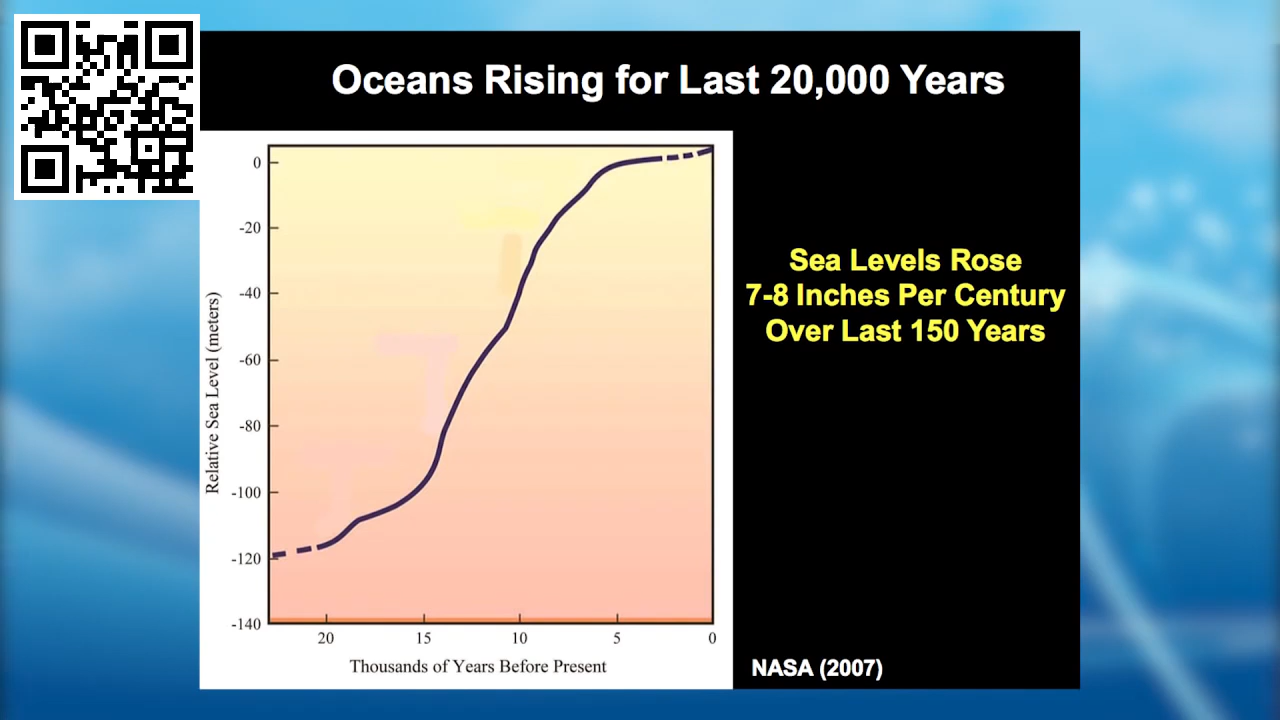 Oceans Rising for Last 20,000 Years
Sea Levels Rose
7-8 Inches Per Century
Over Last 150 Years
Relative Sea Level (meters)
0
-20
-40
-60
-80
-100
-120
-140
20
15
10
5
0
Thousands of Years Before Present
NASA (2007)